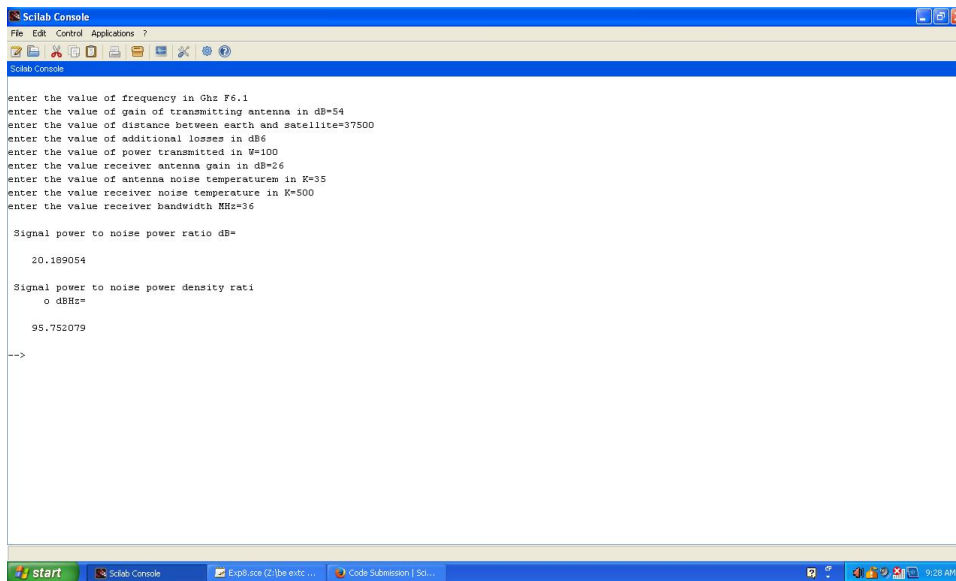 Scilab Console
File Edit Control Applications ?
Scilab Console
enter the value of frequency in Ghz F6.1
enter the value of gain of transmitting antenna in dB=54
enter the value of distance between earth and satellite=37500
enter the value of additional losses in dB6
enter the value of power transmitted in W=100
enter the value receiver antenna gain in dB=26
enter the value of antenna noise temperaturem in K=35
enter the value receiver noise temperature in K=500
enter the value receiver bandwidth MHz=36
Signal power to noise power ratio dB=
20.189054
Signal power to noise power density rati
o dBHz=
95.752079
-->
start Scilab Console Exp8.sce (Z:\be extc ... Code Submission | Sci... 9:28 AM